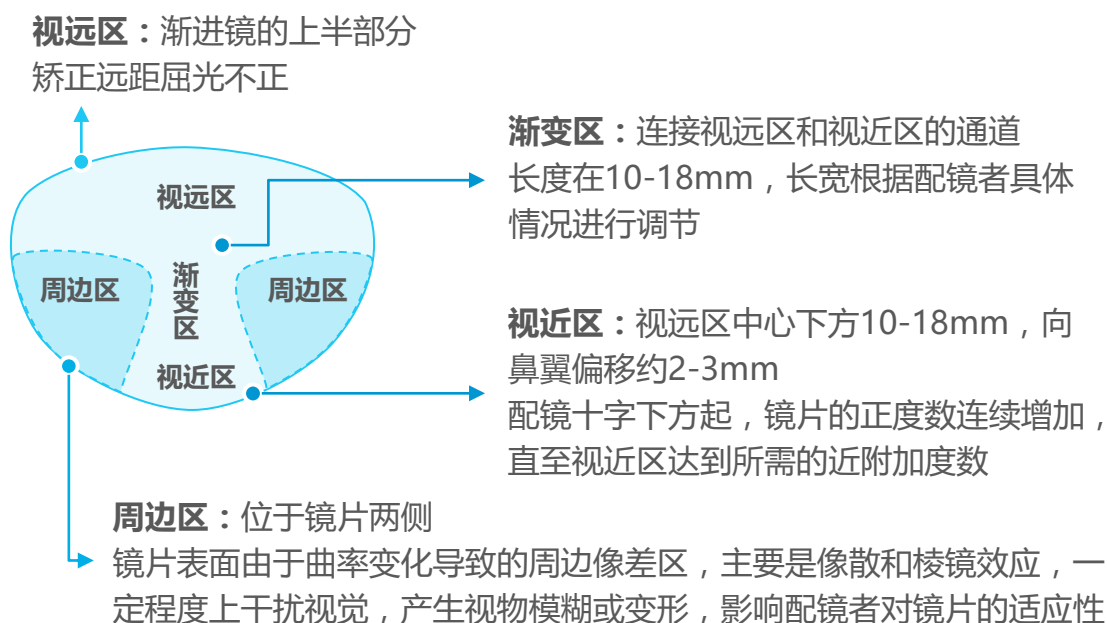 视远区：渐进镜的上半部分
矫正远距屈光不正
渐变区：连接视远区和视近区的通道
长度在10-18mm，长宽根据配镜者具体
情况进行调节
视远区
周边区
渐变区
周边区
视近区
视近区：视远区中心下方10-18mm，向
鼻翼偏移约2-3mm
配镜十字下方起，镜片的正度数连续增加，
直至视近区达到所需的近附加度数
周边区：位于镜片两侧
镜片表面由于曲率变化导致的周边像差区，主要是像散和棱镜效应，一
定程度上干扰视觉，产生视物模糊或变形，影响配镜者对镜片的适应性